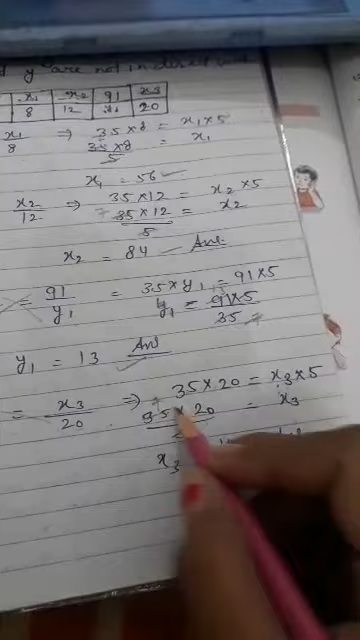 y are not in direct
x₁ x₂ 91 x₃
8 12 y₁ 20
x₁/8 ⇒ 35×8 = x₁×5
35×8/5 = x₁
x₁ = 56
x₂/12 ⇒ 35×12 = x₂×5
7 35×12/5 = x₂
x₂ = 84 Ans.
= 91/y₁ = 35×y₁ = 91×5
y₁ = 91×5/35
y₁ = 13 Ans
= x₃/20 ⇒ 35×20 = x₃×5
35×20 = x₃
x₃